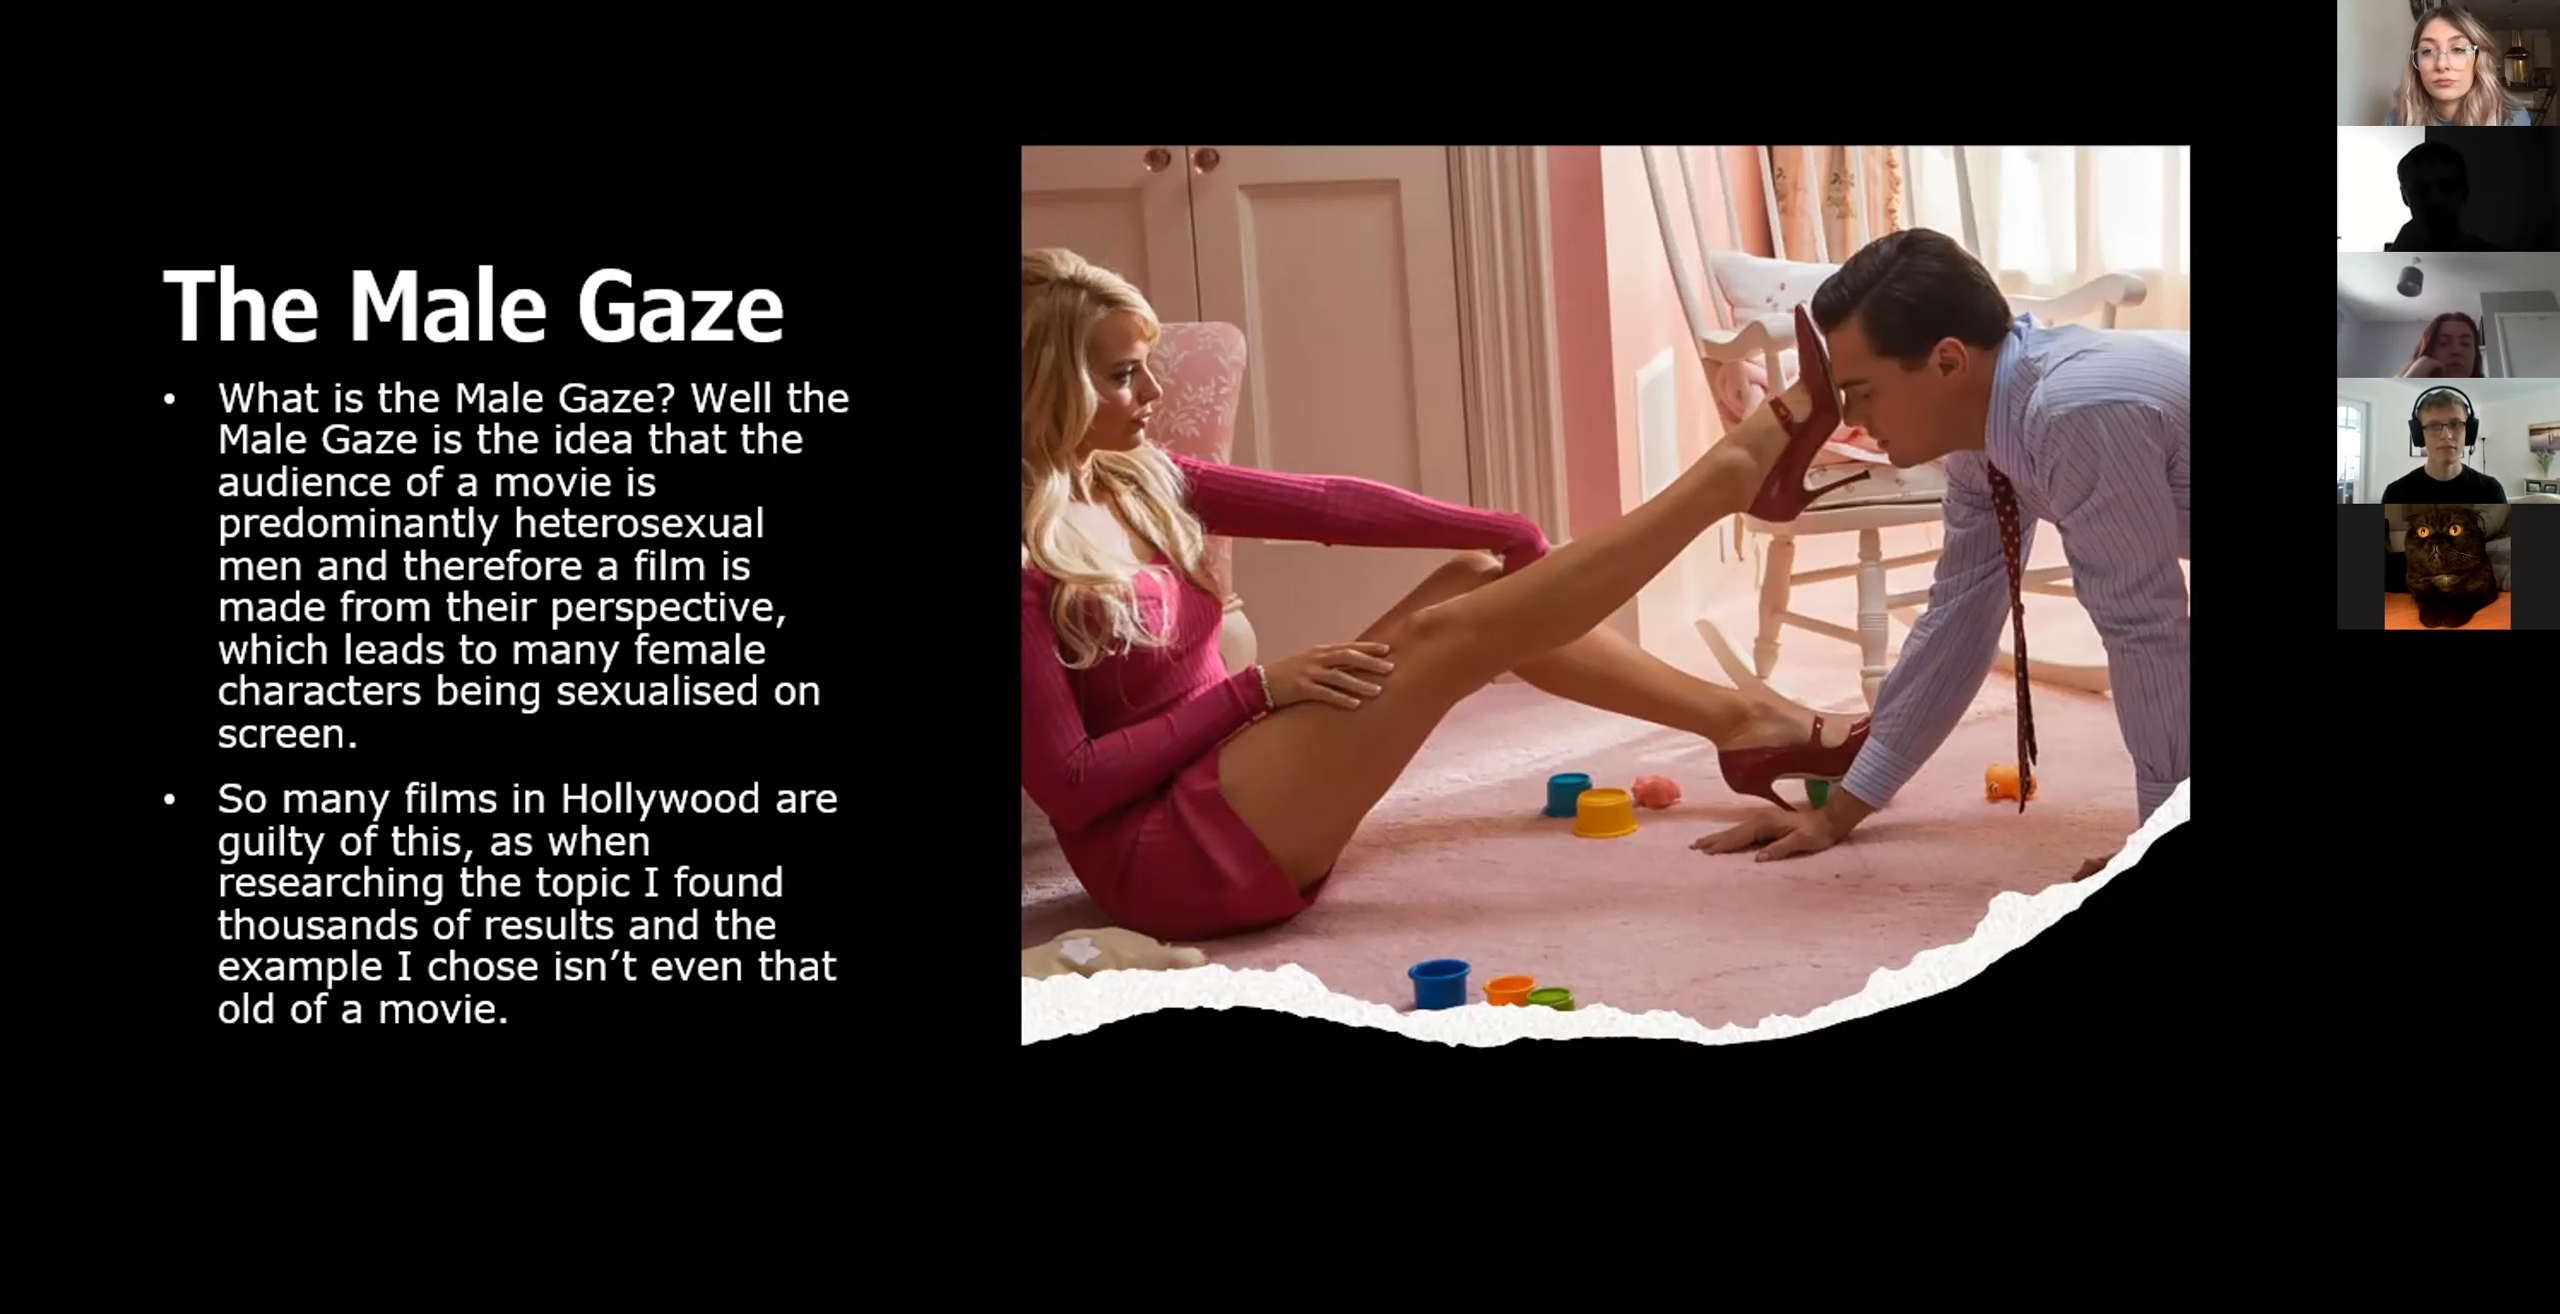 The Male Gaze
• What is the Male Gaze? Well the
Male Gaze is the idea that the
audience of a movie is
predominantly heterosexual
men and therefore a film is
made from their perspective,
which leads to many female
characters being sexualised on
screen.
• So many films in Hollywood are
guilty of this, as when
researching the topic I found
thousands of results and the
example I chose isn’t even that
old of a movie.